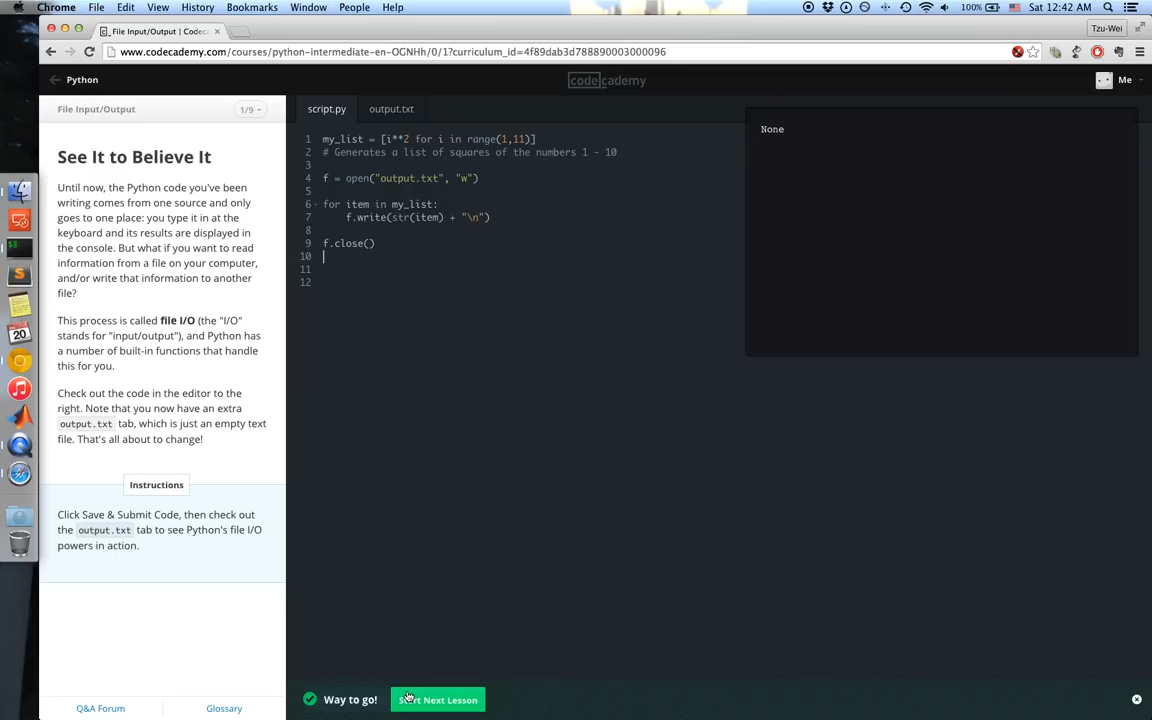 Chrome File Edit View History Bookmarks Window People Help
100% Sat 12:42 AM
File Input/Output | Codec
Tzu-Wei
www.codecademy.com/courses/python-intermediate-en-OGNHh/0/1?curriculum_id=4f89dab3d788890003000096
Python
codecademy
Me
File Input/Output
1/9
script.py
output.txt
See It to Believe It
Until now, the Python code you've been
writing comes from one source and only
goes to one place: you type it in at the
keyboard and its results are displayed in
the console. But what if you want to read
information from a file on your computer,
and/or write that information to another
file?
This process is called file I/O (the "I/O"
stands for "input/output"), and Python has
a number of built-in functions that handle
this for you.
Check out the code in the editor to the
right. Note that you now have an extra
output.txt tab, which is just an empty text
file. That's all about to change!
Instructions
Click Save & Submit Code, then check out
the output.txt tab to see Python's file I/O
powers in action.
Q&A Forum
Glossary
1 my_list = [i**2 for i in range(1,11)]
2 # Generates a list of squares of the numbers 1 - 10
3
4 f = open("output.txt", "w")
5
6 for item in my_list:
7 f.write(str(item) + "\n")
8
9 f.close()
10
11
12
None
Way to go!
Start Next Lesson
20